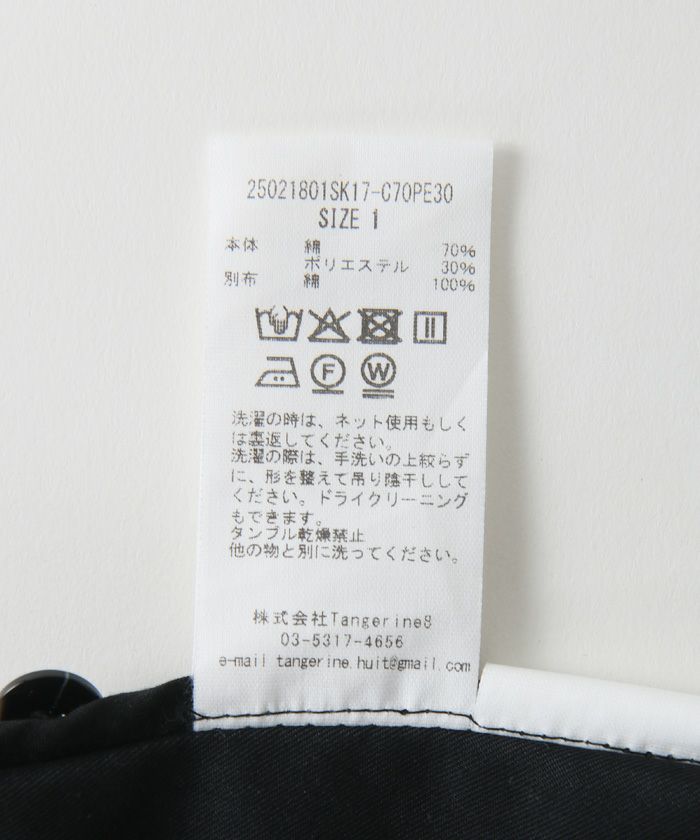 25021801SK17-C70PE30
SIZE 1
本体 綿 70%
ポリエステル 30%
別布 綿 100%
F W
洗濯の時は、ネット使用もしく
は裏返してください。
洗濯の際は、手洗いの上絞らず
に、形を整えて吊り陰干しして
ください。ドライクリーニング
もできます。
タンブル乾燥禁止
他の物と別に洗ってください。
株式会社Tangerine8
03-5317-4656
e-mail tangerine.huit@gmail.com